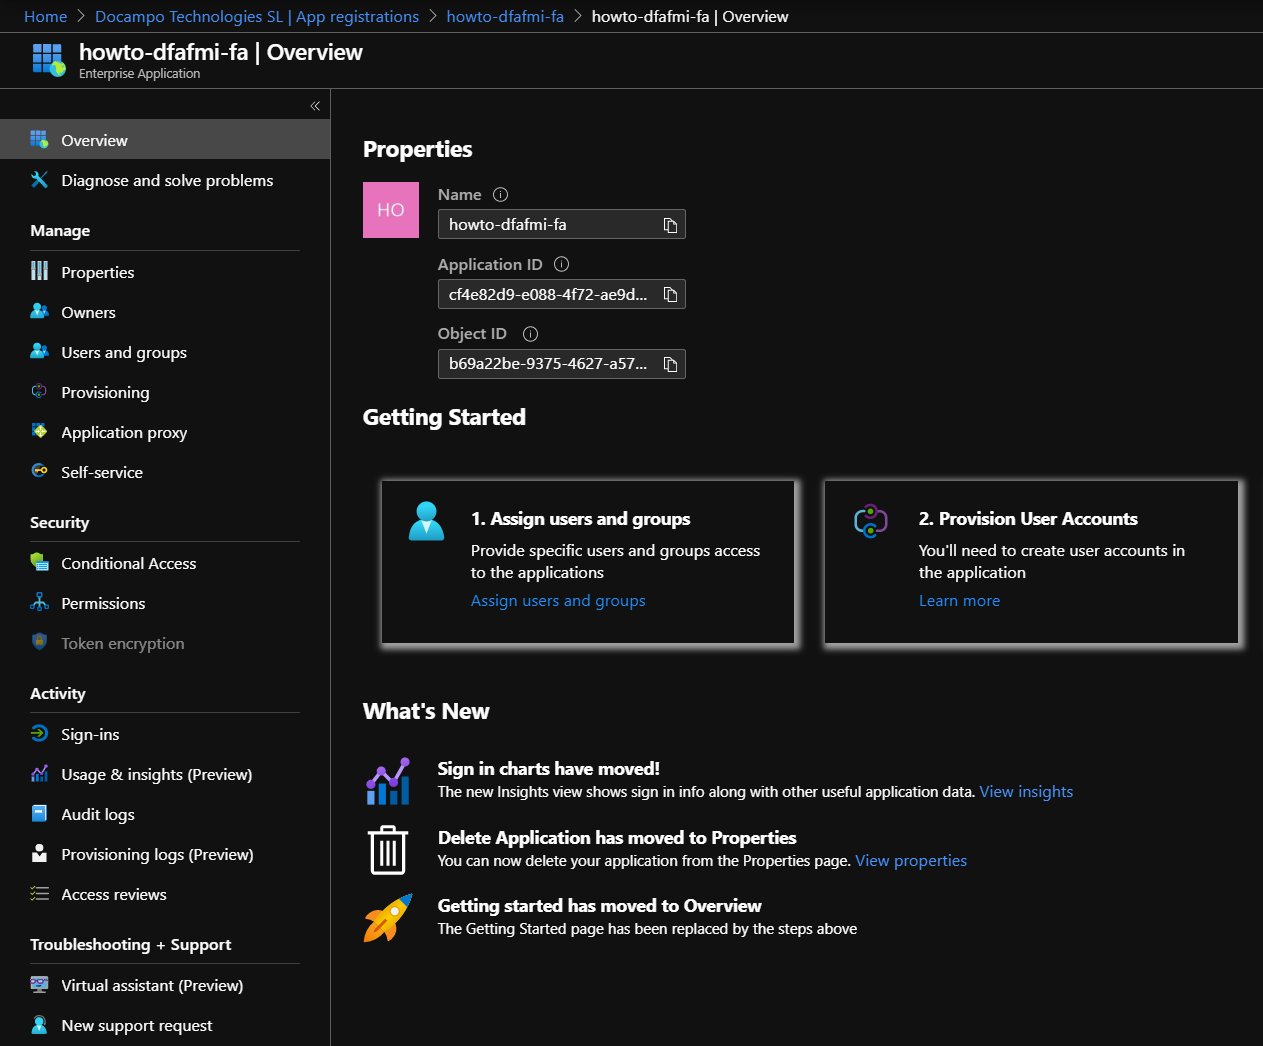 Home > Docampo Technologies SL | App registrations > howto-dfafmi-fa > howto-dfafmi-fa | Overview
howto-dfafmi-fa | Overview
Enterprise Application
«
Overview
Diagnose and solve problems
Manage
Properties
Owners
Users and groups
Provisioning
Application proxy
Self-service
Security
Conditional Access
Permissions
Token encryption
Activity
Sign-ins
Usage & insights (Preview)
Audit logs
Provisioning logs (Preview)
Access reviews
Troubleshooting + Support
Virtual assistant (Preview)
New support request
Properties
HO
Name
howto-dfafmi-fa
Application ID
cf4e82d9-e088-4f72-ae9d...
Object ID
b69a22be-9375-4627-a57...
Getting Started
1. Assign users and groups
Provide specific users and groups access
to the applications
Assign users and groups
2. Provision User Accounts
You'll need to create user accounts in
the application
Learn more
What's New
Sign in charts have moved!
The new Insights view shows sign in info along with other useful application data. View insights
Delete Application has moved to Properties
You can now delete your application from the Properties page. View properties
Getting started has moved to Overview
The Getting Started page has been replaced by the steps above